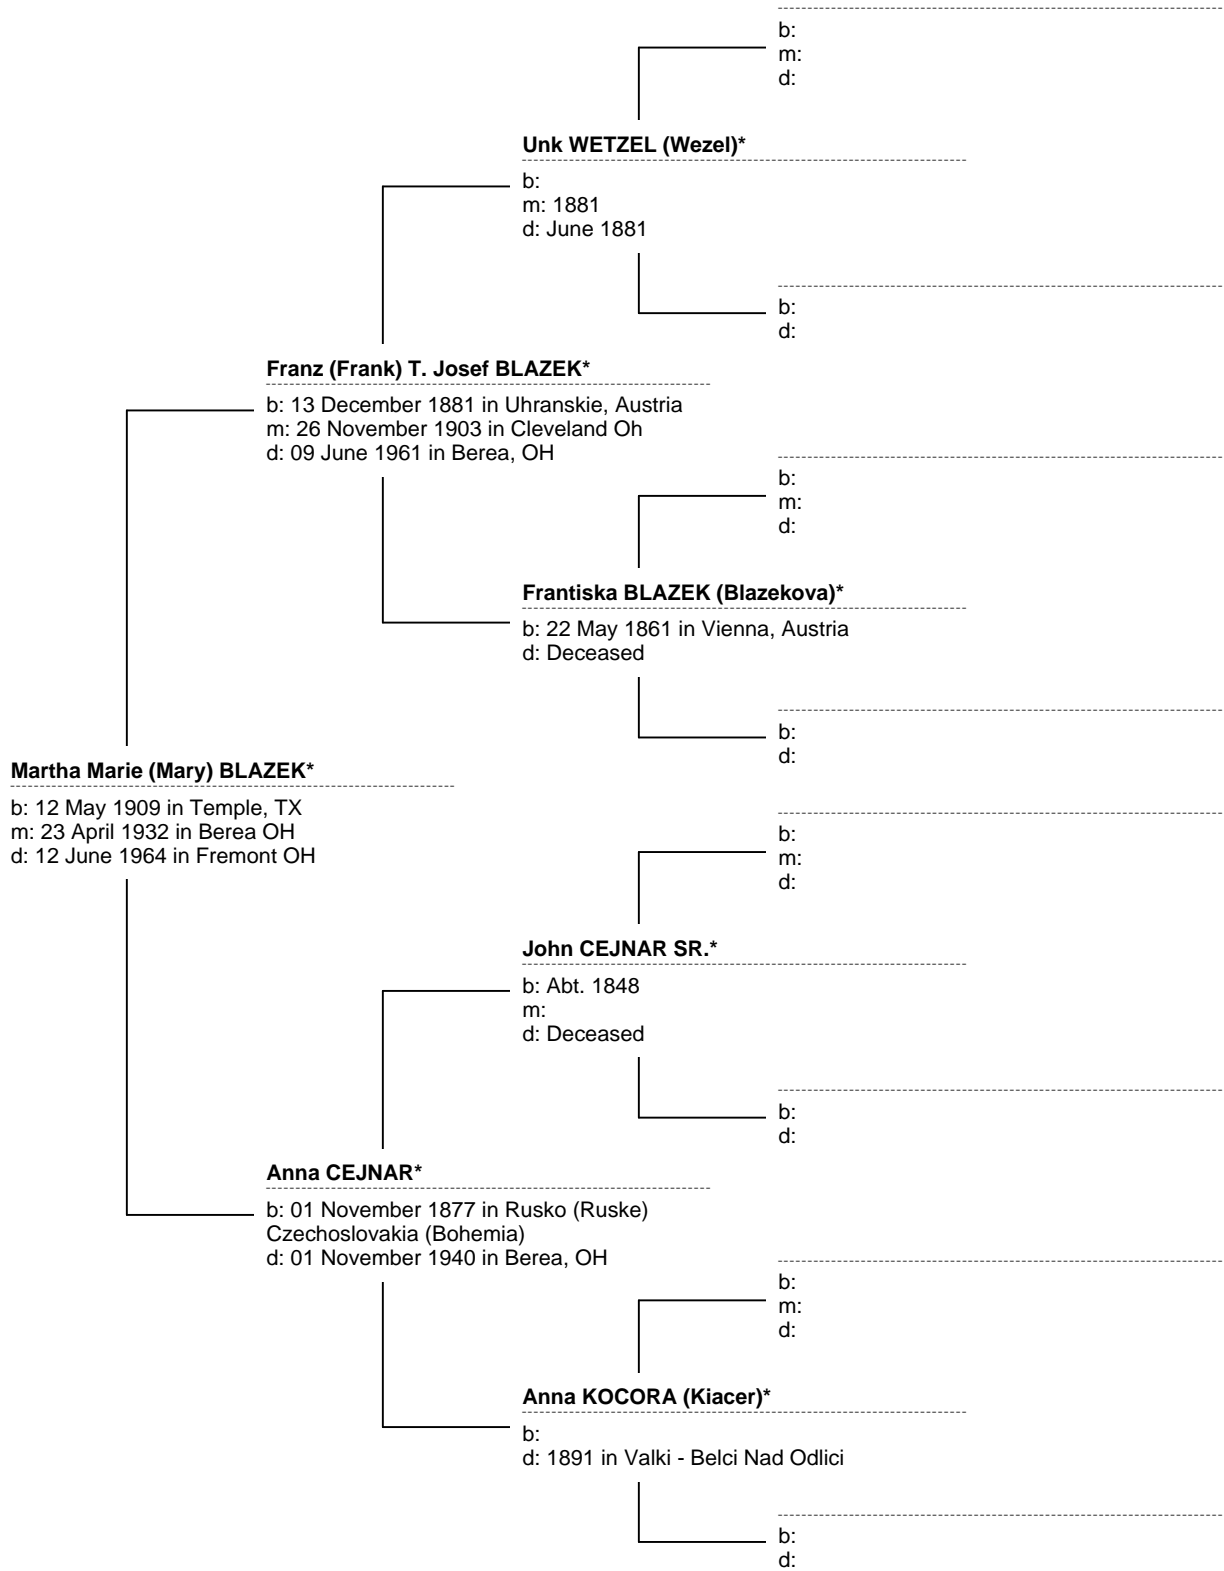 b:
m:
d:
Unk WETZEL (Wezel)*
b:
m: 1881
d: June 1881
b:
d:
Franz (Frank) T. Josef BLAZEK*
b: 13 December 1881 in Uhranskie, Austria
m: 26 November 1903 in Cleveland Oh
d: 09 June 1961 in Berea, OH
b:
m:
d:
Frantiska BLAZEK (Blazekova)*
b: 22 May 1861 in Vienna, Austria
d: Deceased
b:
d:
Martha Marie (Mary) BLAZEK*
b: 12 May 1909 in Temple, TX
m: 23 April 1932 in Berea OH
d: 12 June 1964 in Fremont OH
b:
m:
d:
John CEJNAR SR.*
b: Abt. 1848
m:
d: Deceased
b:
d:
Anna CEJNAR*
b: 01 November 1877 in Rusko (Ruske)
Czechoslovakia (Bohemia)
d: 01 November 1940 in Berea, OH
b:
m:
d:
Anna KOCORA (Kiacer)*
b:
d: 1891 in Valki - Belci Nad Odlici
b:
d: